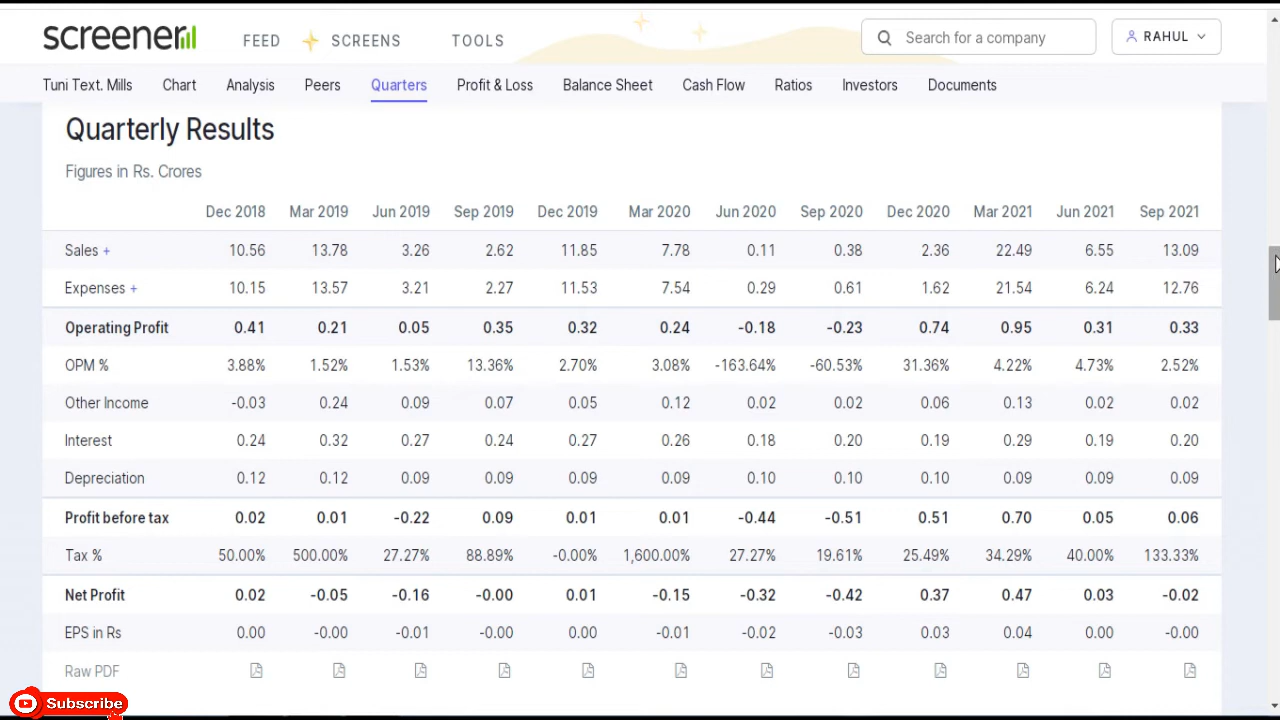 screener FEED SCREENS TOOLS Search for a company RAHUL
Tuni Text. Mills Chart Analysis Peers Quarters Profit & Loss Balance Sheet Cash Flow Ratios Investors Documents
Quarterly Results
Figures in Rs. Crores
Dec 2018 Mar 2019 Jun 2019 Sep 2019 Dec 2019 Mar 2020 Jun 2020 Sep 2020 Dec 2020 Mar 2021 Jun 2021 Sep 2021
Sales + 10.56 13.78 3.26 2.62 11.85 7.78 0.11 0.38 2.36 22.49 6.55 13.09
Expenses + 10.15 13.57 3.21 2.27 11.53 7.54 0.29 0.61 1.62 21.54 6.24 12.76
Operating Profit 0.41 0.21 0.05 0.35 0.32 0.24 -0.18 -0.23 0.74 0.95 0.31 0.33
OPM % 3.88% 1.52% 1.53% 13.36% 2.70% 3.08% -163.64% -60.53% 31.36% 4.22% 4.73% 2.52%
Other Income -0.03 0.24 0.09 0.07 0.05 0.12 0.02 0.02 0.06 0.13 0.02 0.02
Interest 0.24 0.32 0.27 0.24 0.27 0.26 0.18 0.20 0.19 0.29 0.19 0.20
Depreciation 0.12 0.12 0.09 0.09 0.09 0.09 0.10 0.10 0.10 0.09 0.09 0.09
Profit before tax 0.02 0.01 -0.22 0.09 0.01 0.01 -0.44 -0.51 0.51 0.70 0.05 0.06
Tax % 50.00% 500.00% 27.27% 88.89% -0.00% 1,600.00% 27.27% 19.61% 25.49% 34.29% 40.00% 133.33%
Net Profit 0.02 -0.05 -0.16 -0.00 0.01 -0.15 -0.32 -0.42 0.37 0.47 0.03 -0.02
EPS in Rs 0.00 -0.00 -0.01 -0.00 0.00 -0.01 -0.02 -0.03 0.03 0.04 0.00 -0.00
Raw PDF
Subscribe